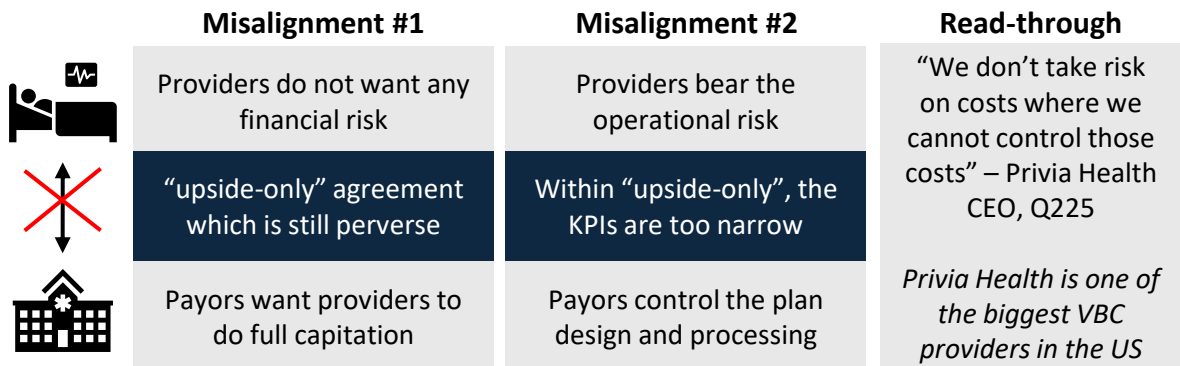 Misalignment #1
Misalignment #2
Read-through
Providers do not want any
financial risk
Providers bear the
operational risk
“We don’t take risk
on costs where we
cannot control those
costs” – Privia Health
CEO, Q225
“upside-only” agreement
which is still perverse
Within “upside-only”, the
KPIs are too narrow
Payors want providers to
do full capitation
Payors control the plan
design and processing
Privia Health is one of
the biggest VBC
providers in the US